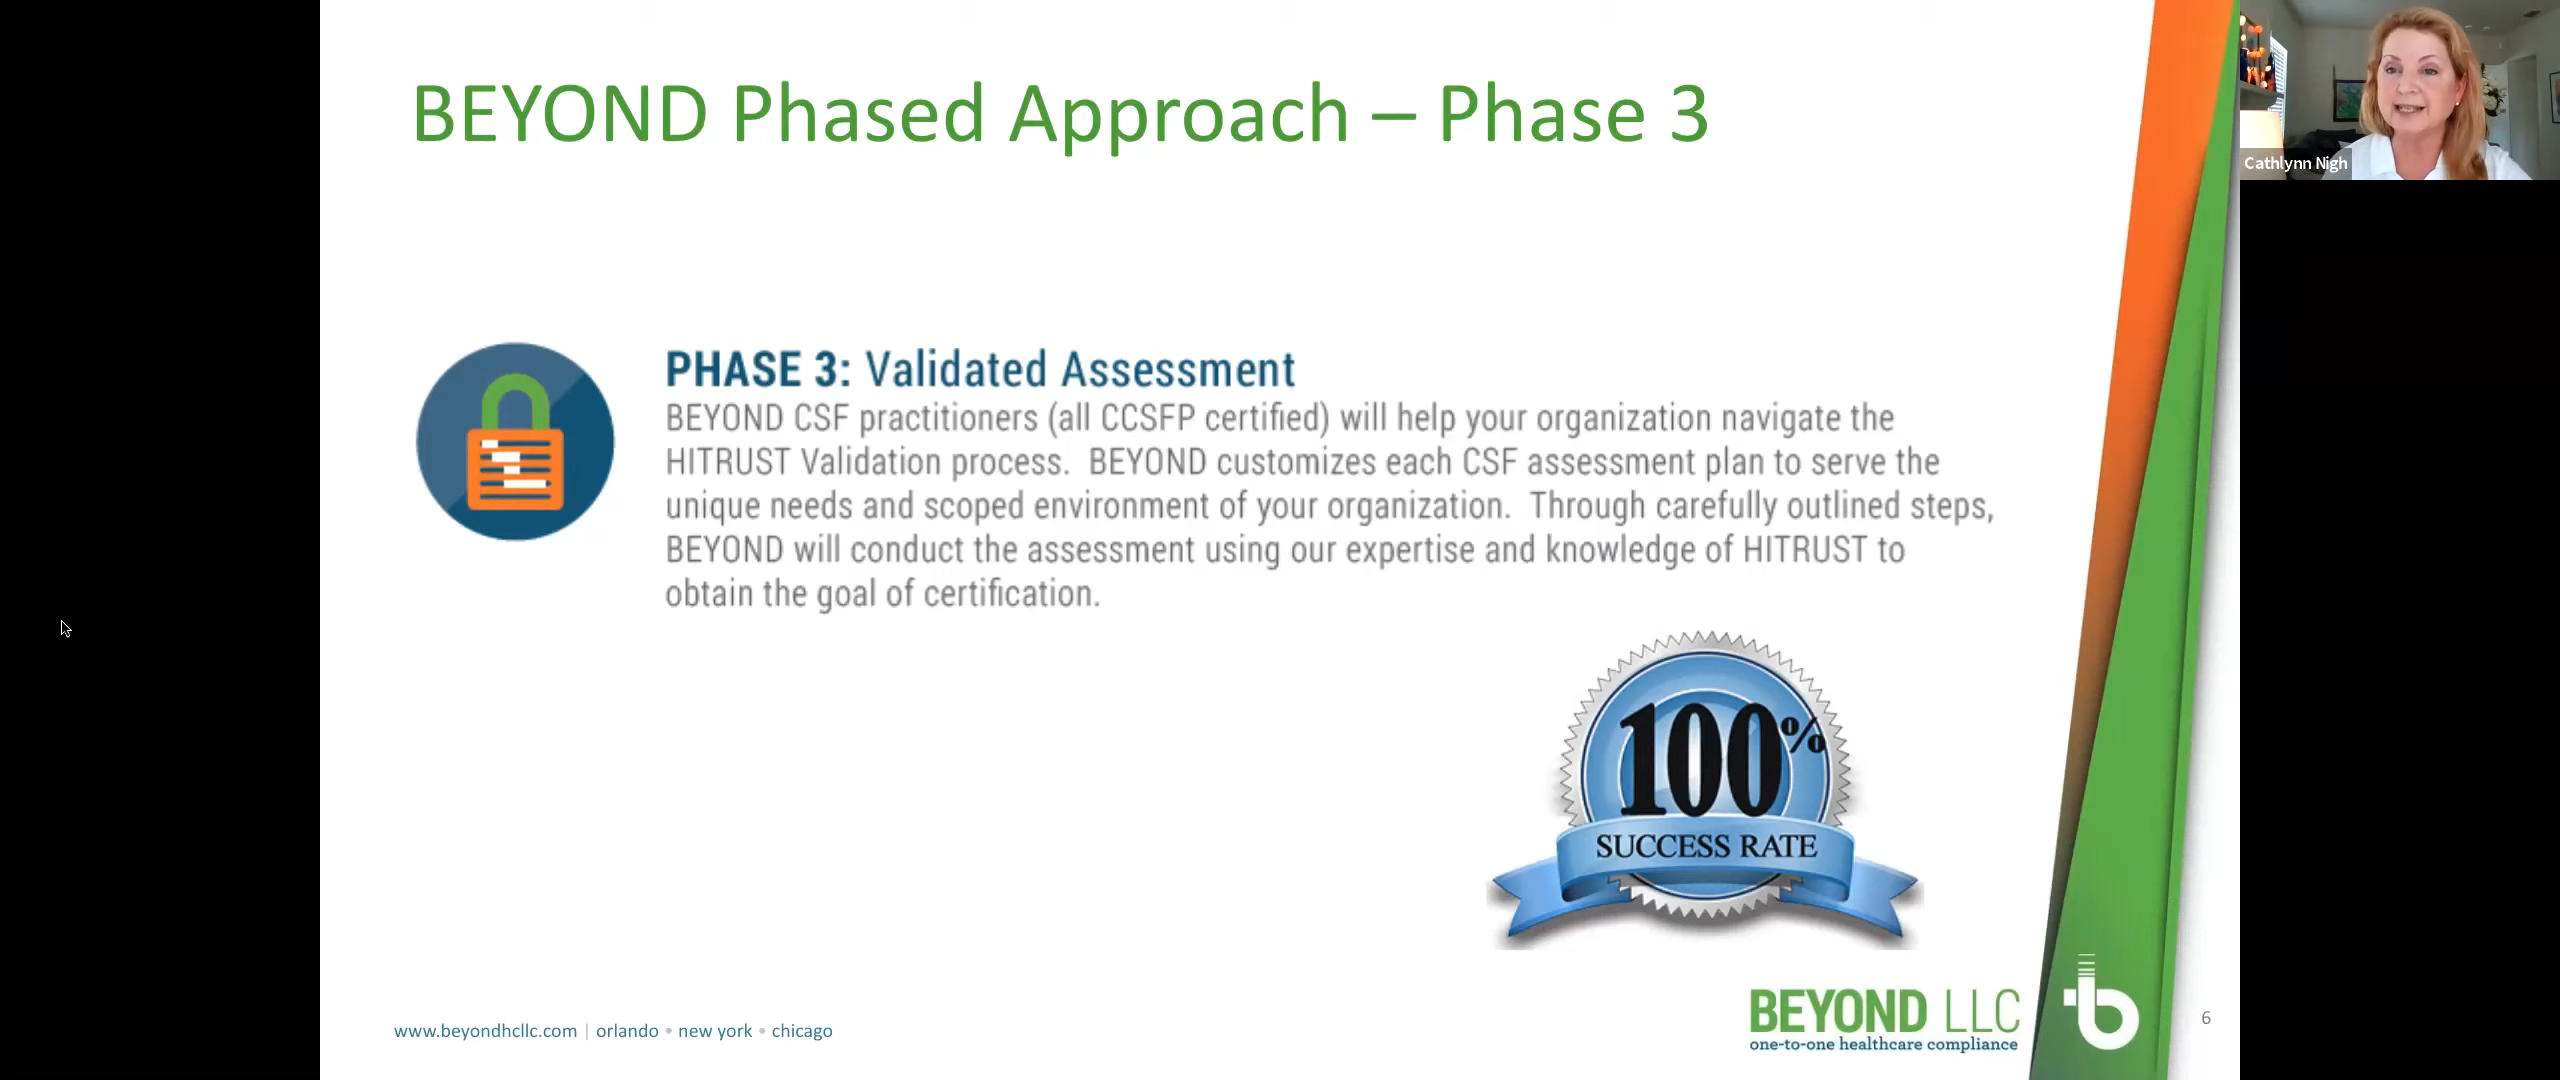 BEYOND Phased Approach – Phase 3
Cathlynn Nigh
PHASE 3: Validated Assessment
BEYOND CSF practitioners (all CCSFP certified) will help your organization navigate the
HITRUST Validation process.  BEYOND customizes each CSF assessment plan to serve the
unique needs and scoped environment of your organization.  Through carefully outlined steps,
BEYOND will conduct the assessment using our expertise and knowledge of HITRUST to
obtain the goal of certification.
100%
SUCCESS RATE
www.beyondhcllc.com | orlando • new york • chicago
BEYOND LLC
one-to-one healthcare compliance
b
6